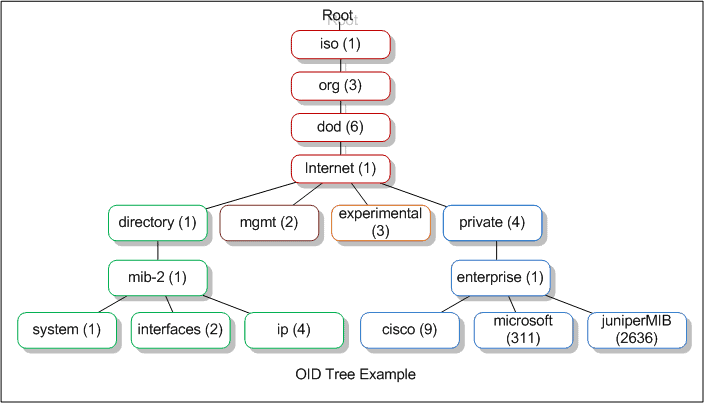 Root
iso (1)
org (3)
dod (6)
Internet (1)
directory (1)
mgmt (2)
experimental
(3)
private (4)
mib-2 (1)
enterprise (1)
system (1)
interfaces (2)
ip (4)
cisco (9)
microsoft
(311)
juniperMIB
(2636)
OID Tree Example